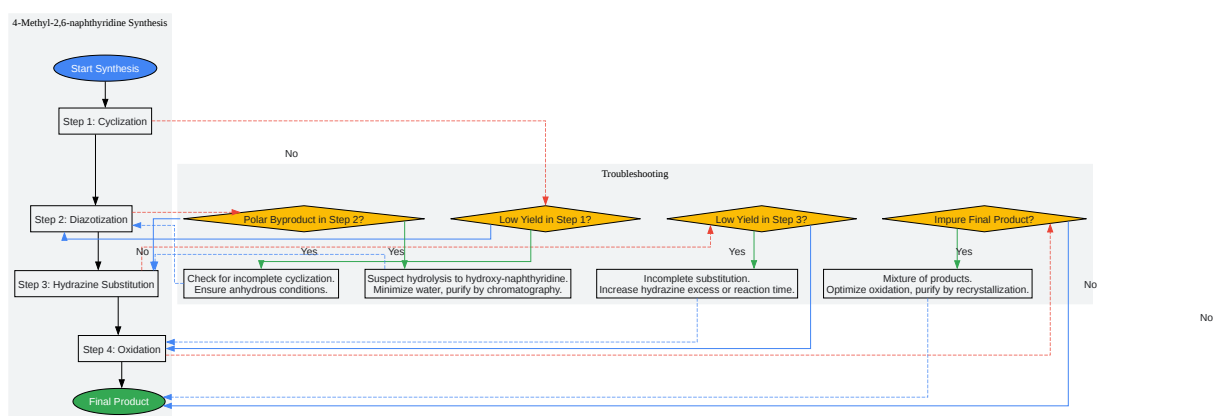 4-Methyl-2,6-naphthyridine Synthesis
Start Synthesis
Step 1: Cyclization
No
Troubleshooting
Step 2: Diazotization
Polar Byproduct in Step 2?
Low Yield in Step 1?
Low Yield in Step 3?
Impure Final Product?
No
Yes
Yes
Yes
Yes
Step 3: Hydrazine Substitution
Check for incomplete cyclization.
Ensure anhydrous conditions.
Suspect hydrolysis to hydroxy-naphthyridine.
Minimize water, purify by chromatography.
Incomplete substitution.
Increase hydrazine excess or reaction time.
Mixture of products.
Optimize oxidation, purify by recrystallization.
No
No
Step 4: Oxidation
Final Product